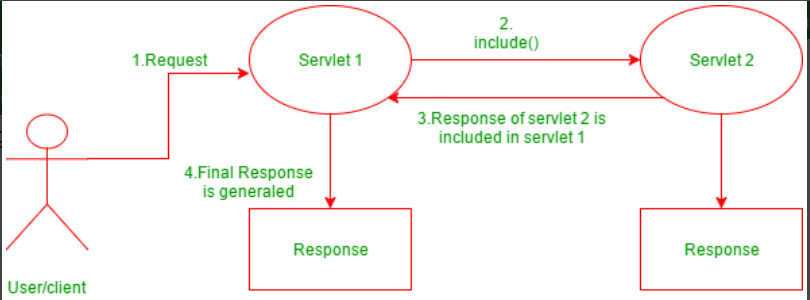 1.Request
Servlet 1
2.
include()
Servlet 2
3.Response of servlet 2 is
included in servlet 1
4.Final Response
is generaled
Response
Response
User/client